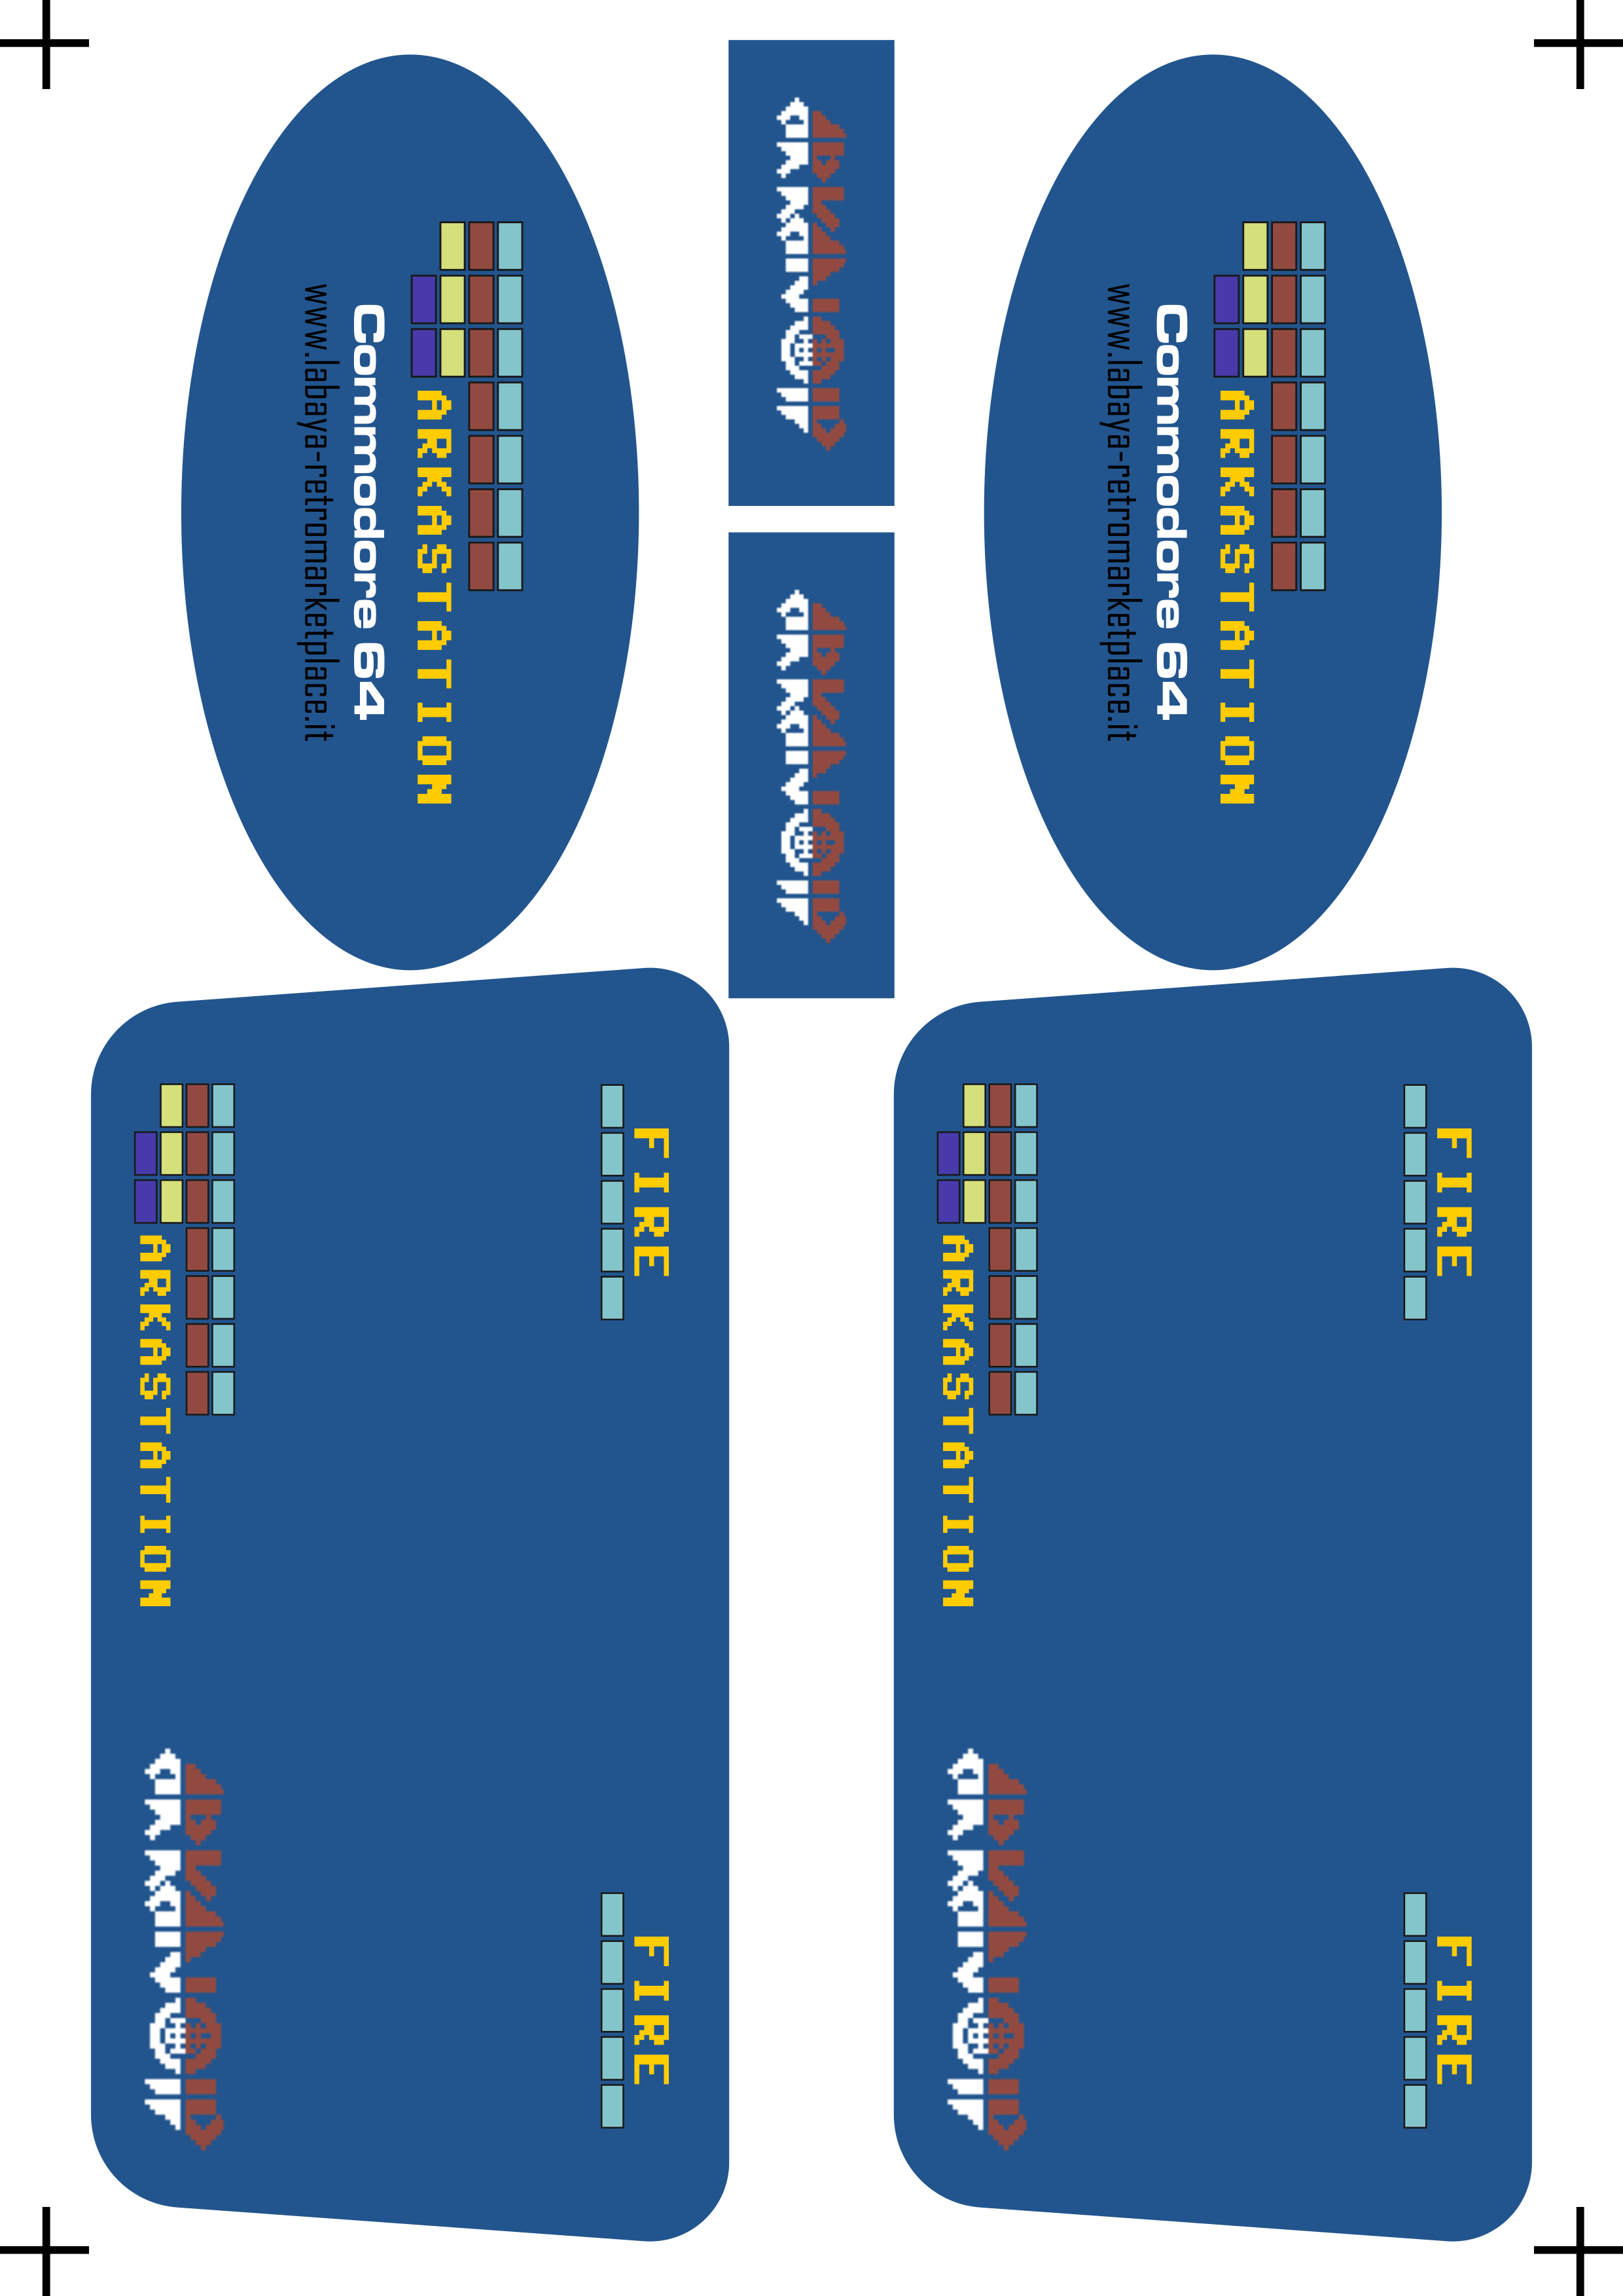 ARKASTATION
Commodore 64
www.labaya-retromarketplace.it
ARKANOID
ARKANOID
ARKASTATION
Commodore 64
www.labaya-retromarketplace.it
FIRE
FIRE
ARKASTATION
ARKANOID
FIRE
FIRE
ARKASTATION
ARKANOID